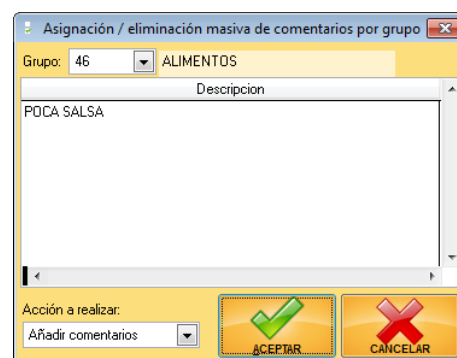 Asignación / eliminación masiva de comentarios por grupo
Grupo: 46 ALIMENTOS
Descripcion
POCA SALSA
Acción a realizar:
Añadir comentarios
ACEPTAR CANCELAR